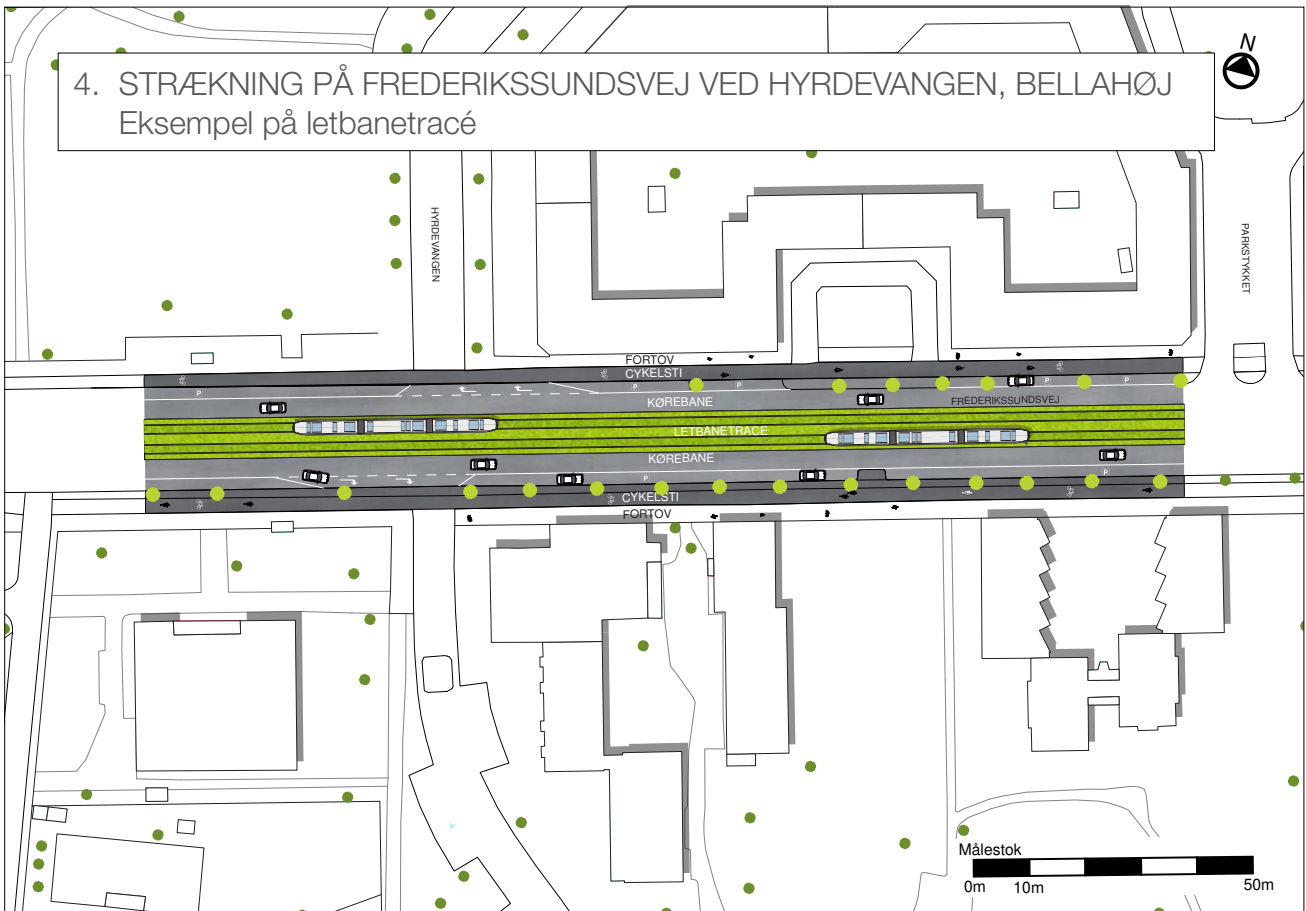 4. STRÆKNING PÅ FREDERIKSSUNDSVEJ VED HYRDEVANGEN, BELLAHØJ
Eksempel på letbanetracé
N
HYRDEVANGEN
PARKSTYKKET
FORTOV
CYKELSTI
P
P
P
P
P
KØREBANE
FREDERIKSSUNDSVEJ
LETBANETRACE
KØREBANE
P
CYKELSTI
FORTOV
Målestok
0m 10m 50m